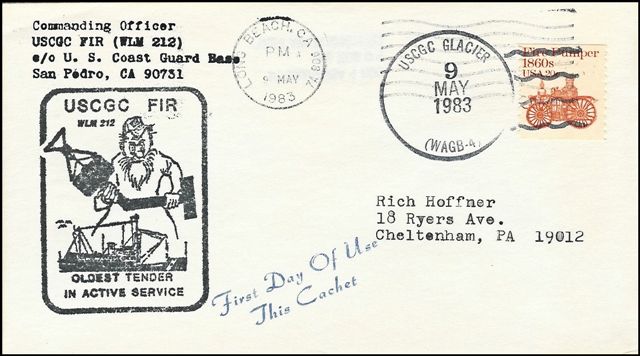 Commanding Officer
USCGC FIR (WLM 212)
c/o U. S. Coast Guard Base
San Pedro, CA 90731
USCGC FIR
WLM 212
OLDEST TENDER
IN ACTIVE SERVICE
LONG BEACH, CA
PM
9 MAY
1983
USCGC GLACIER
9
MAY
1983
(WAGB-4)
Fire Pumper
1860s
USA 20c
Rich Hoffner
18 Ryers Ave.
Cheltenham, PA 19012
First Day Of Use
This Cachet